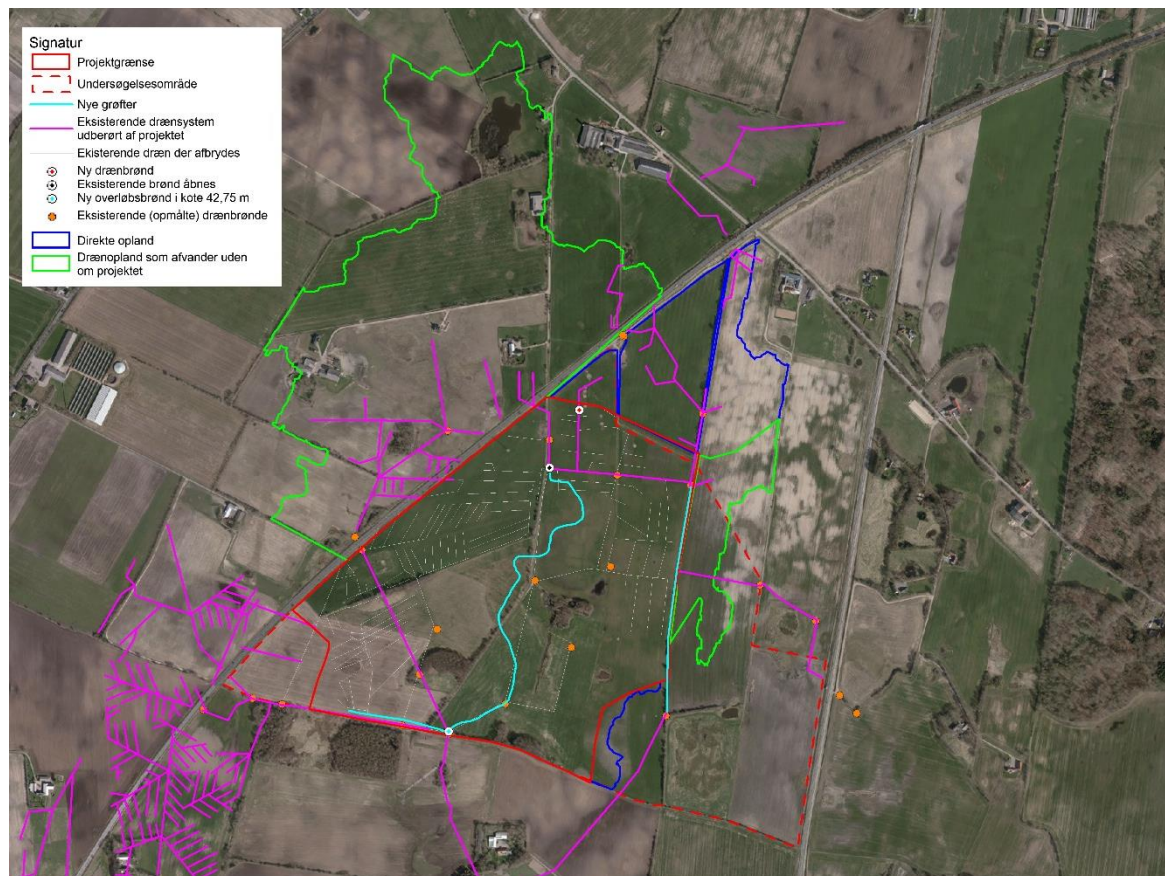 Signatur
Projektgrænse
Undersøgelsesområde
Nye grøfter
Eksisterende drænsystem
udberørt af projektet
Ekisterende dræn der afbrydes
Ny drænbrønd
Eksisterende brønd åbnes
Ny overløbsbrønd i kote 42,75 m
Eksisterende (opmålte) drænbrønde
Direkte opland
Drænopland som afvander uden
om projektet